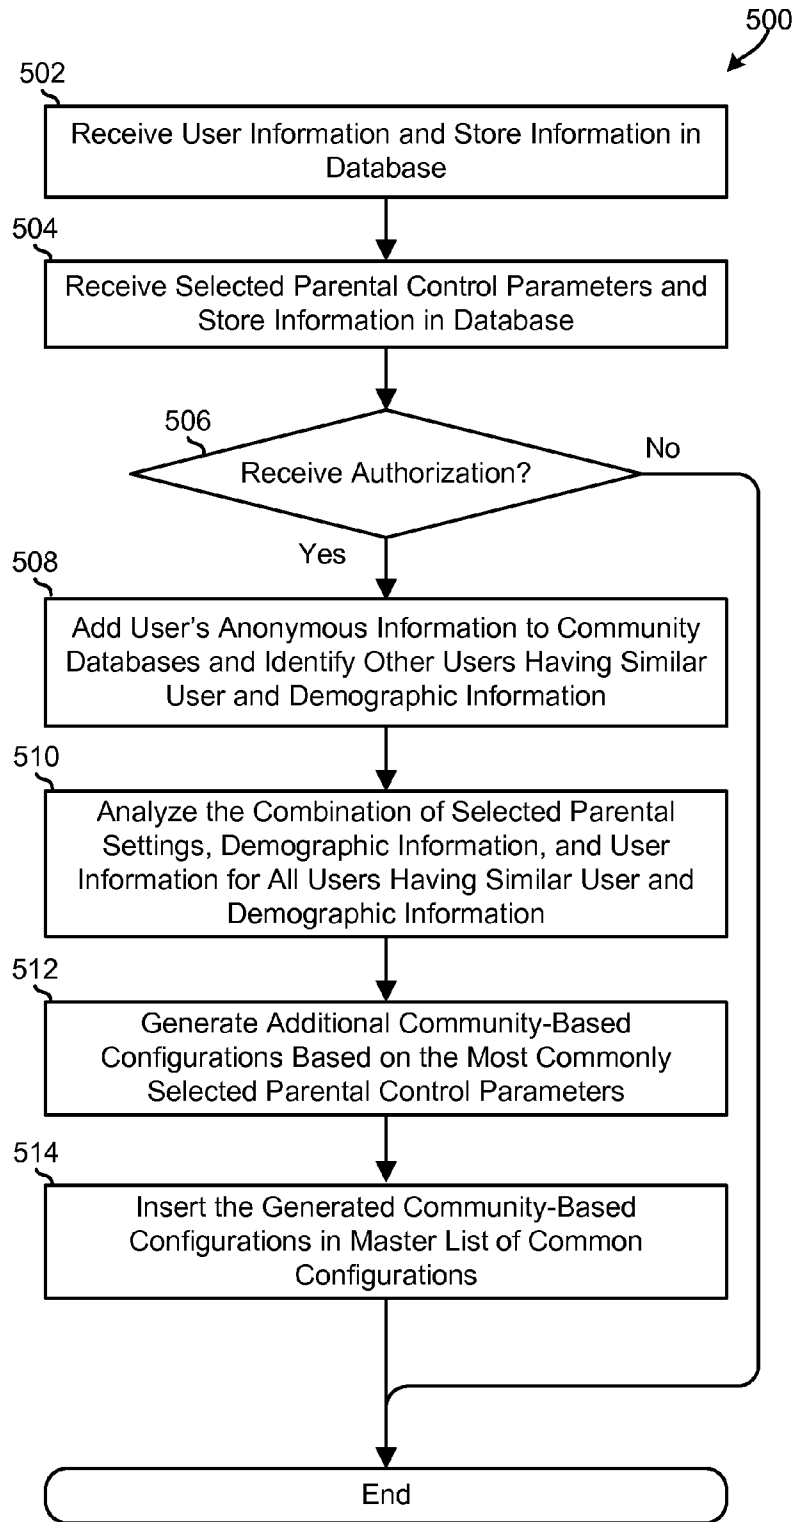 500
502
Receive User Information and Store Information in
Database
504
Receive Selected Parental Control Parameters and
Store Information in Database
506
Receive Authorization?
No
Yes
508
Add User's Anonymous Information to Community
Databases and Identify Other Users Having Similar
User and Demographic Information
510
Analyze the Combination of Selected Parental
Settings, Demographic Information, and User
Information for All Users Having Similar User and
Demographic Information
512
Generate Additional Community-Based
Configurations Based on the Most Commonly
Selected Parental Control Parameters
514
Insert the Generated Community-Based
Configurations in Master List of Common
Configurations
End